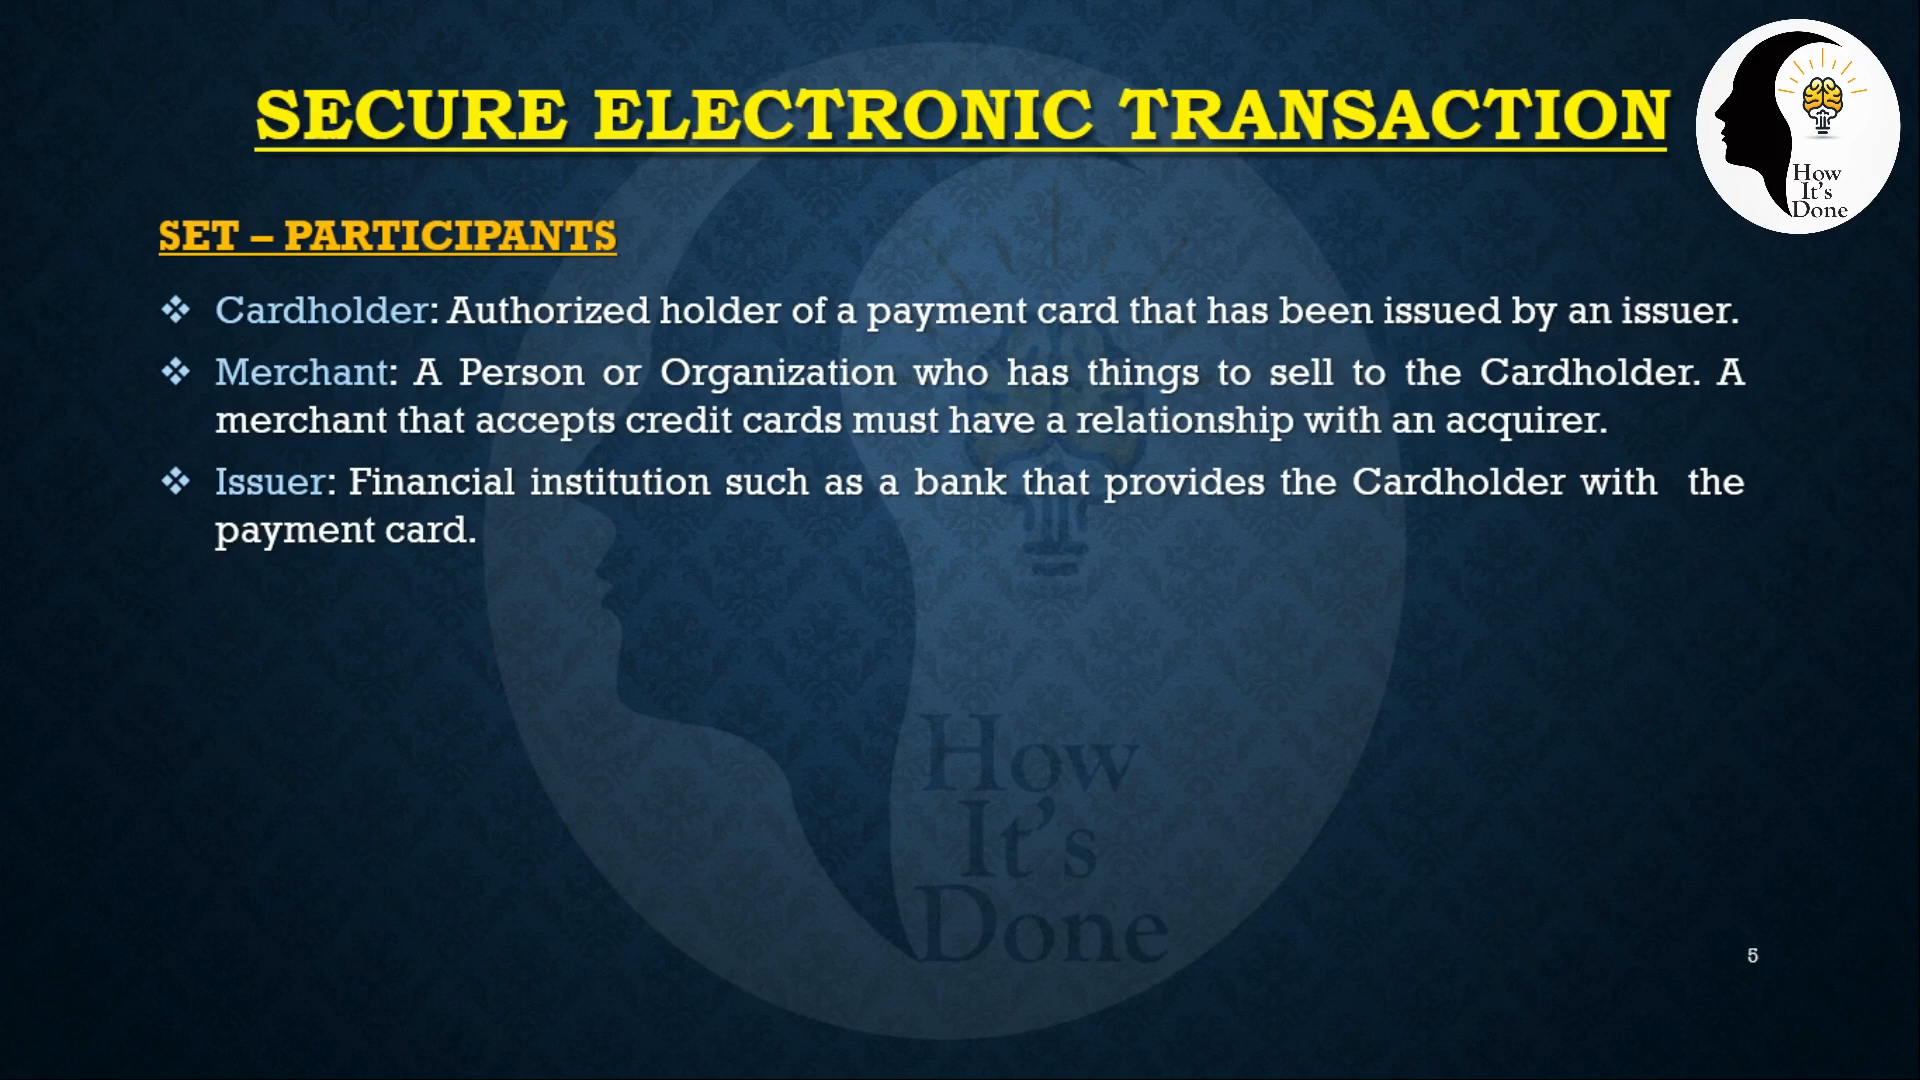 SECURE ELECTRONIC TRANSACTION
How
It's
Done
SET – PARTICIPANTS
❖ Cardholder: Authorized holder of a payment card that has been issued by an issuer.
❖ Merchant: A Person or Organization who has things to sell to the Cardholder. A
merchant that accepts credit cards must have a relationship with an acquirer.
❖ Issuer: Financial institution such as a bank that provides the Cardholder with the
payment card.
How
It's
Done
5